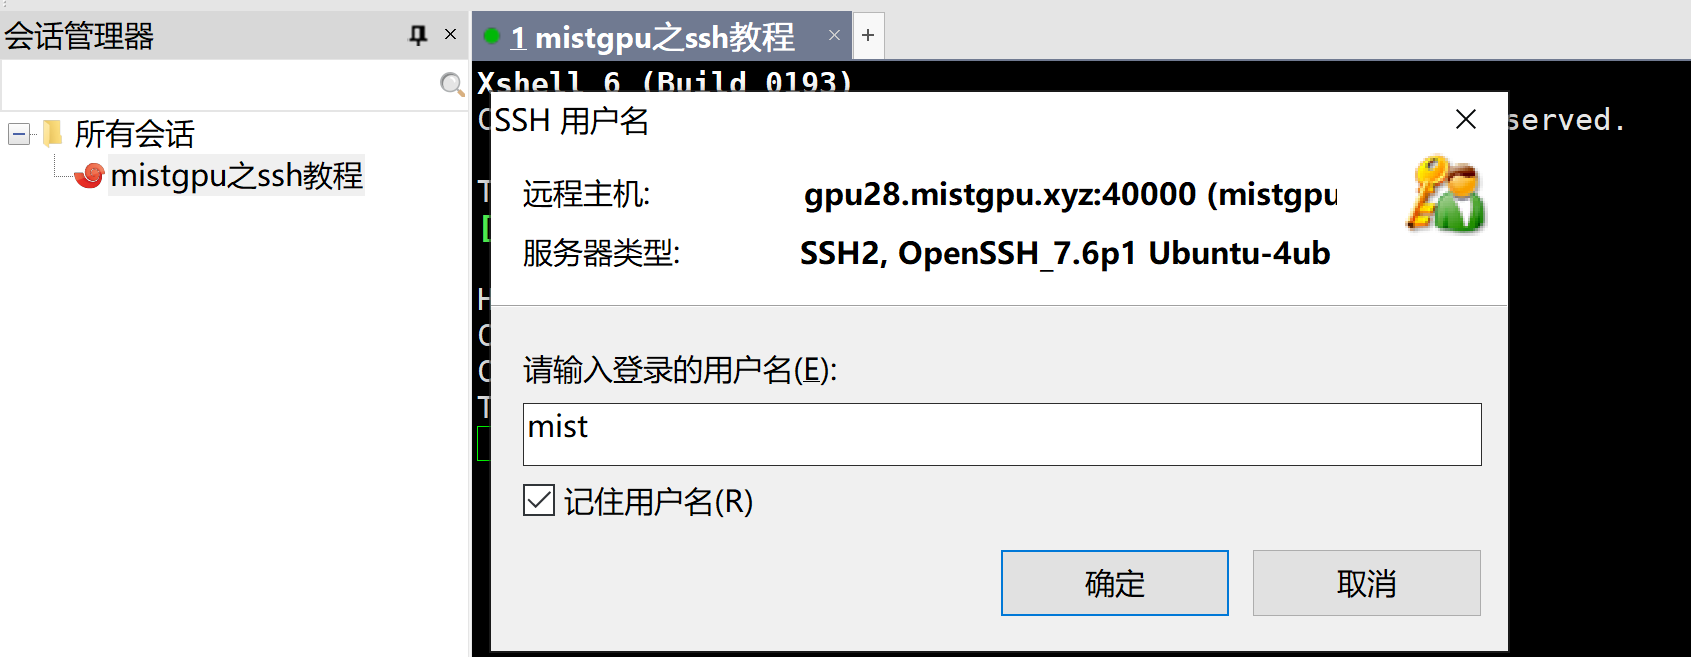 会话管理器
1 mistgpu之ssh教程
+
Xshell 6 (Build 0193)
served.
所有会话
mistgpu之ssh教程
SSH 用户名
远程主机: gpu28.mistgpu.xyz:40000 (mistgpu
服务器类型: SSH2, OpenSSH_7.6p1 Ubuntu-4ub
请输入登录的用户名(E):
mist
记住用户名(R)
确定 取消